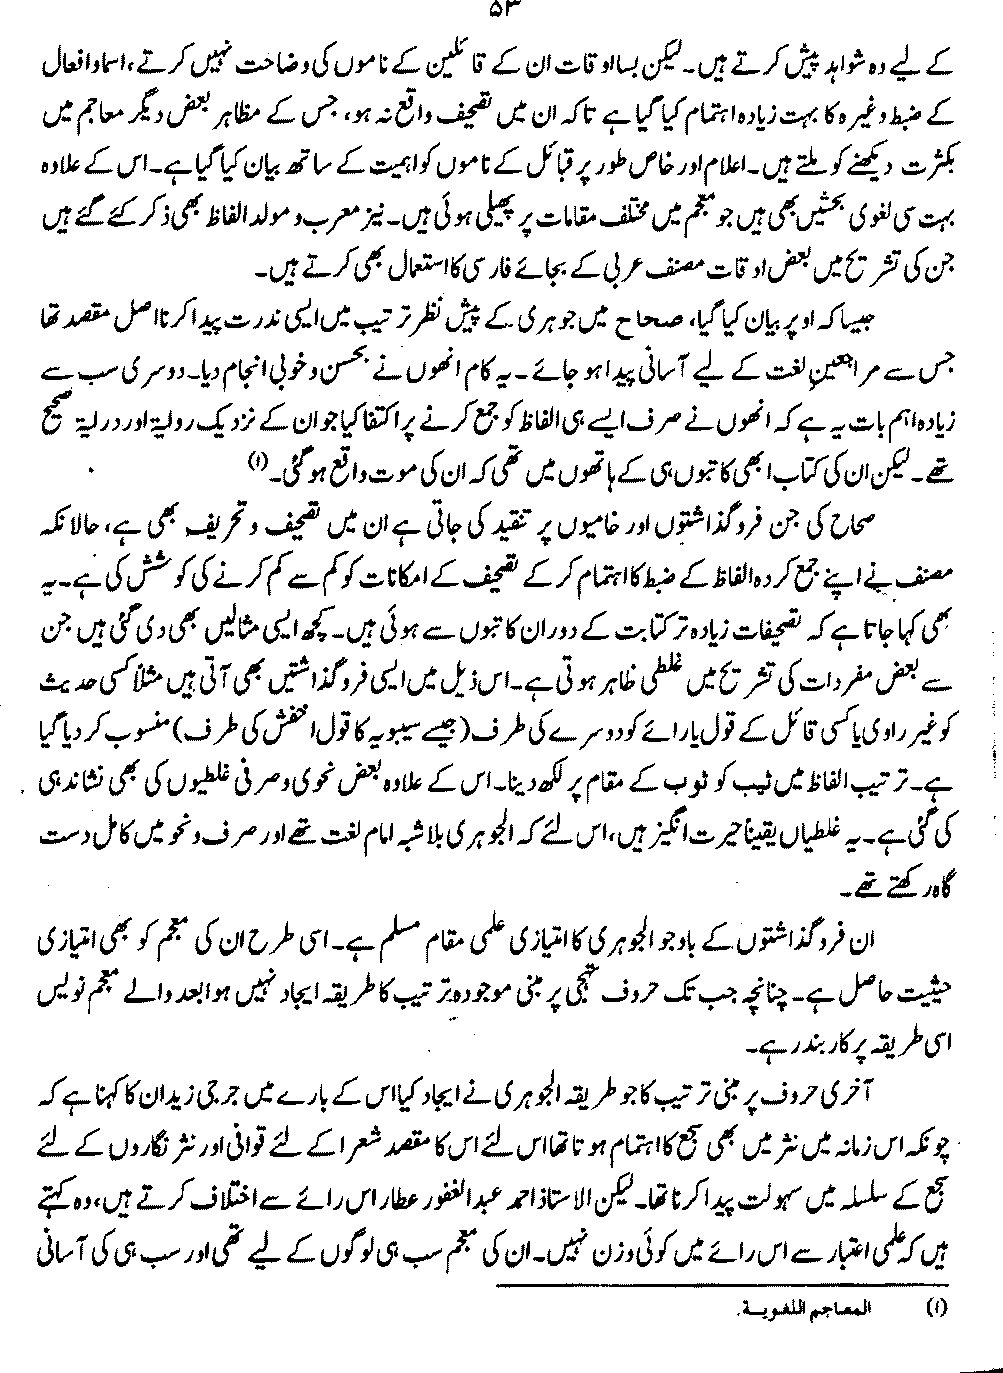 ۵۳
کے لیے وہ شواہد پیش کرتے ہیں۔ لیکن بسا اوقات ان کے قائلین کے ناموں کی وضاحت نہیں کرتے، اسما و افعال
کے ضبط وغیرہ کا بہت زیادہ اہتمام کیا گیا ہے تاکہ ان میں تصحیف واقع نہ ہو، جس کے مظاہر بعض دیگر معاجم میں
بکثرت دیکھنے کو ملتے ہیں۔ اعلام اور خاص طور پر قبائل کے ناموں کو اہمیت کے ساتھ بیان کیا گیا ہے۔ اس کے علاوہ
بہت سی لغوی بحثیں بھی ہیں جو معجم میں مختلف مقامات پر پھیلی ہوئی ہیں۔ نیز معرب و مولد الفاظ بھی ذکر کئے گئے ہیں
جن کی تشریح میں بعض اوقات مصنف عربی کے بجائے فارسی کا استعمال بھی کرتے ہیں۔
جیسا کہ اوپر بیان کیا گیا، صحاح میں جوہری کے پیش نظر ترتیب میں ایسی ندرت پیدا کرنا اصل مقصد تھا
جس سے مراجعین لغت کے لیے آسانی پیدا ہو جائے۔ یہ کام انھوں نے بحسن و خوبی انجام دیا۔ دوسری سب سے
زیادہ اہم بات یہ ہے کہ انھوں نے صرف ایسے ہی الفاظ کو جمع کرنے پر اکتفا کیا جو ان کے نزدیک روایۃ اور درایۃ صحیح
تھے۔ لیکن ان کی کتاب ابھی کاتبوں ہی کے ہاتھوں میں تھی کہ ان کی موت واقع ہو گئی۔(۱)
صحاح کی جن فروگذاشتوں اور خامیوں پر تنقید کی جاتی ہے ان میں تصحیف و تحریف بھی ہے، حالانکہ
مصنف نے اپنے جمع کردہ الفاظ کے ضبط کا اہتمام کر کے تصحیف کے امکانات کو کم سے کم کرنے کی کوشش کی ہے۔ یہ
بھی کہا جاتا ہے کہ تصحیفات زیادہ تر کتابت کے دوران کاتبوں سے ہوئی ہیں۔ کچھ ایسی مثالیں بھی دی گئی ہیں جن
سے بعض مفردات کی تشریح میں غلطی ظاہر ہوتی ہے۔ اس ذیل میں ایسی فروگذاشتیں بھی آتی ہیں مثلاً کسی حدیث
کو غیر راوی یا کسی قائل کے قول یا رائے کو دوسرے کی طرف (جیسے سیبویہ کا قول اخفش کی طرف) منسوب کر دیا گیا
ہے۔ ترتیب الفاظ میں ثیب کو ثوب کے مقام پر لکھ دینا۔ اس کے علاوہ بعض نحوی و صرفی غلطیوں کی بھی نشاندہی
کی گئی ہے۔ یہ غلطیاں یقیناً حیرت انگیز ہیں، اس لئے کہ الجوہری بلاشبہ امام لغت تھے اور صرف و نحو میں کامل دست
گاہ رکھتے تھے۔
ان فروگذاشتوں کے باوجو الجوہری کا امتیازی علمی مقام مسلم ہے۔ اسی طرح ان کی معجم کو بھی امتیازی
حیثیت حاصل ہے۔ چنانچہ جب تک حروف تہجی پر مبنی موجودہ ترتیب کا طریقہ ایجاد نہیں ہوا بعد والے معجم نویس
اسی طریقہ پر کاربند رہے۔
آخری حروف پر مبنی ترتیب کا جو طریقہ الجوہری نے ایجاد کیا اس کے بارے میں جرجی زیدان کا کہنا ہے کہ
چونکہ اس زمانہ میں نثر میں بھی سجع کا اہتمام ہوتا تھا اس لئے اس کا مقصد شعرا کے لئے قوافی اور نثر نگاروں کے لئے
سجع کے سلسلہ میں سہولت پیدا کرنا تھا۔ لیکن الاستاذ احمد عبد الغفور عطار اس رائے سے اختلاف کرتے ہیں، وہ کہتے
ہیں کہ علمی اعتبار سے اس رائے میں کوئی وزن نہیں۔ ان کی معجم سب ہی لوگوں کے لیے تھی اور سب ہی کی آسانی
(۱) المعاجم اللغویة.